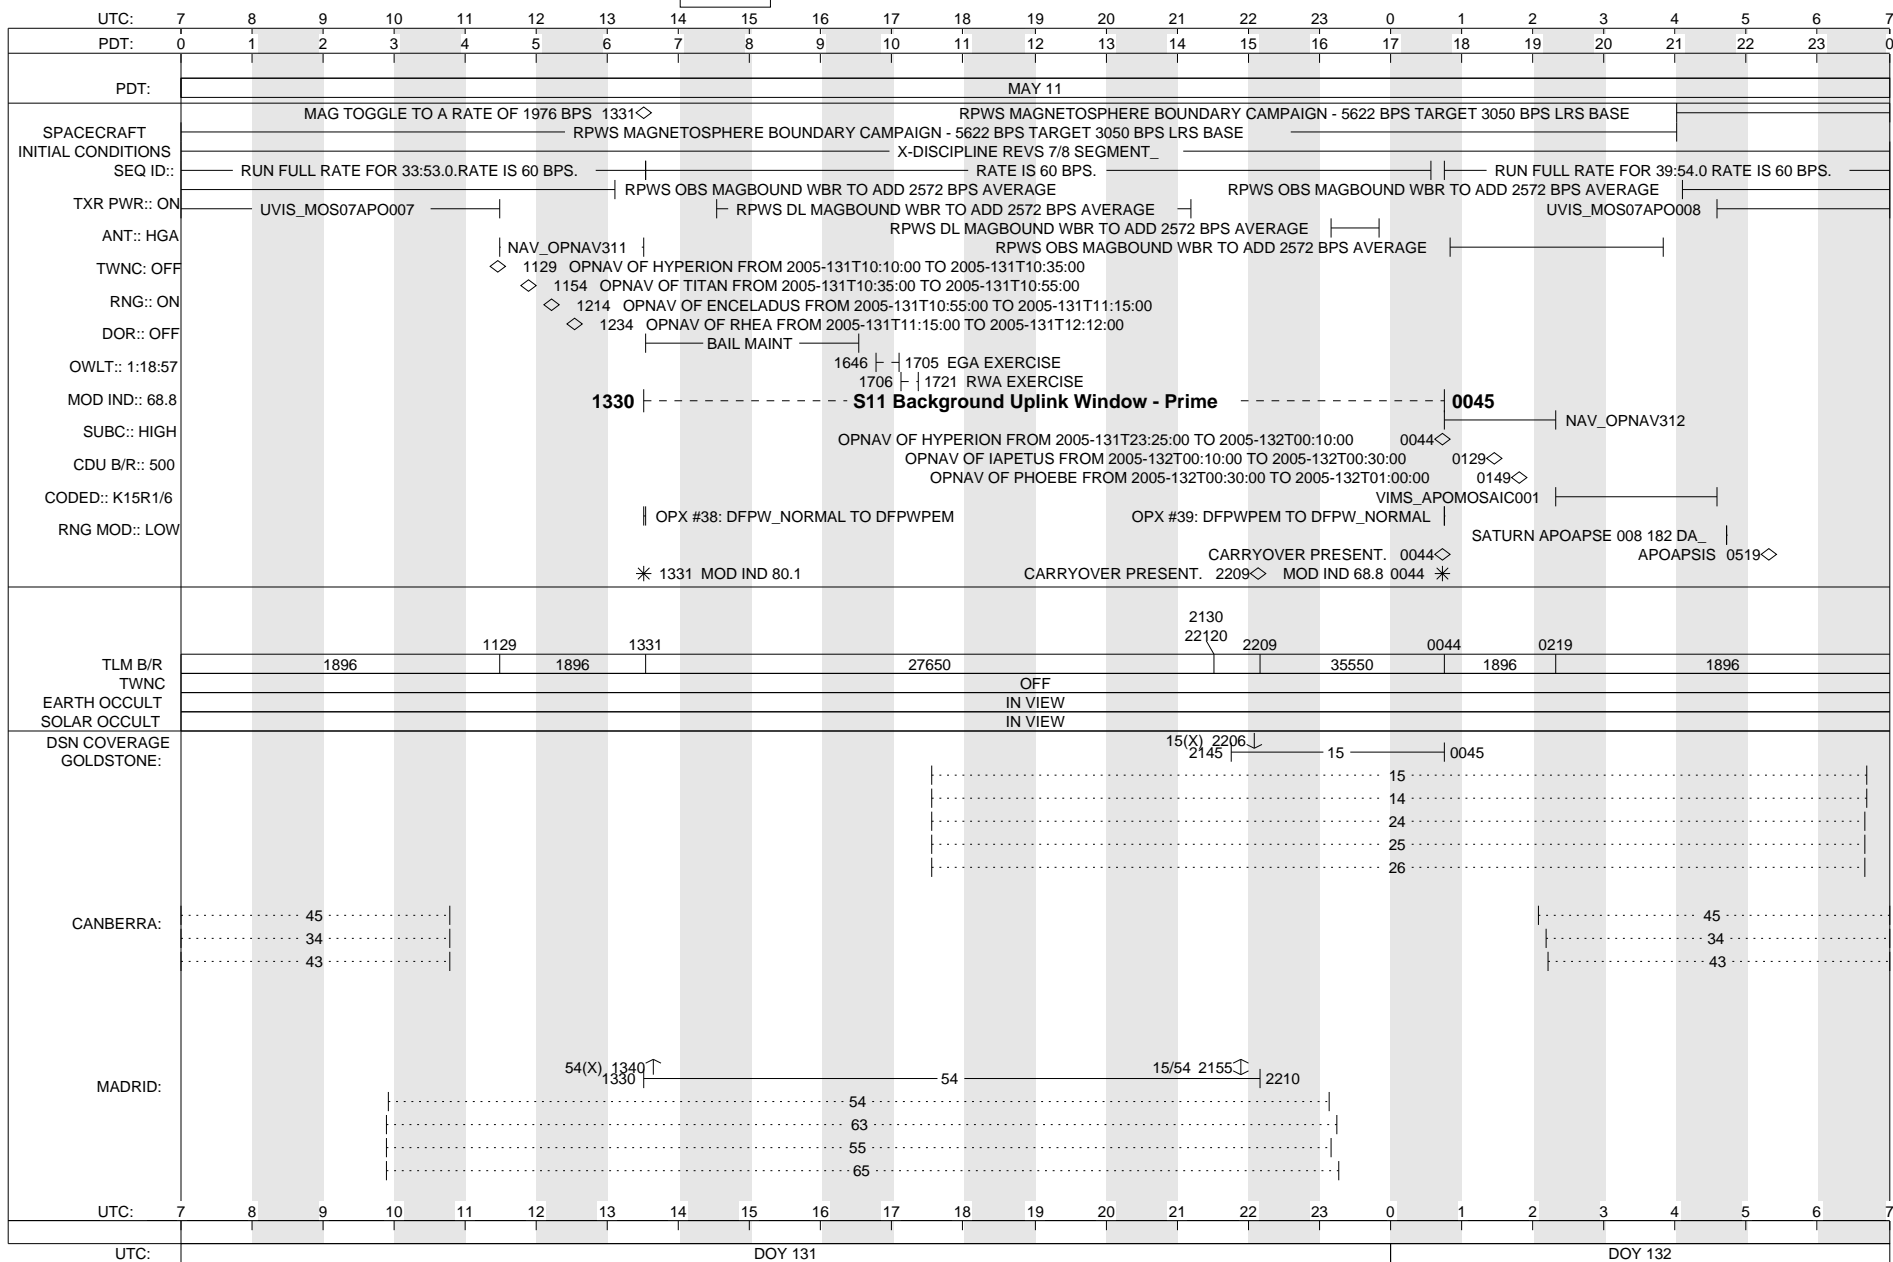 UTC: 7 8 9 10 11 12 13 14 15 16 17 18 19 20 21 22 23 0 1 2 3 4 5 6 7
PDT: 0 1 2 3 4 5 6 7 8 9 10 11 12 13 14 15 16 17 18 19 20 21 22 23 0
PDT: MAY 11
MAG TOGGLE TO A RATE OF 1976 BPS 1331 RPWS MAGNETOSPHERE BOUNDARY CAMPAIGN - 5622 BPS TARGET 3050 BPS LRS BASE
SPACECRAFT RPWS MAGNETOSPHERE BOUNDARY CAMPAIGN - 5622 BPS TARGET 3050 BPS LRS BASE
INITIAL CONDITIONS X-DISCIPLINE REVS 7/8 SEGMENT_
SEQ ID:: RUN FULL RATE FOR 33:53.0.RATE IS 60 BPS. RATE IS 60 BPS. RUN FULL RATE FOR 39:54.0 RATE IS 60 BPS.
RPWS OBS MAGBOUND WBR TO ADD 2572 BPS AVERAGE RPWS OBS MAGBOUND WBR TO ADD 2572 BPS AVERAGE
TXR PWR:: ON UVIS_MOS07APO007 RPWS DL MAGBOUND WBR TO ADD 2572 BPS AVERAGE UVIS_MOS07APO008
ANT:: HGA RPWS DL MAGBOUND WBR TO ADD 2572 BPS AVERAGE
NAV_OPNAV311 RPWS OBS MAGBOUND WBR TO ADD 2572 BPS AVERAGE
TWNC: OFF 1129 OPNAV OF HYPERION FROM 2005-131T10:10:00 TO 2005-131T10:35:00
1154 OPNAV OF TITAN FROM 2005-131T10:35:00 TO 2005-131T10:55:00
RNG:: ON 1214 OPNAV OF ENCELADUS FROM 2005-131T10:55:00 TO 2005-131T11:15:00
1234 OPNAV OF RHEA FROM 2005-131T11:15:00 TO 2005-131T12:12:00
DOR:: OFF BAIL MAINT
OWLT:: 1:18:57 1646 1705 EGA EXERCISE
1706 1721 RWA EXERCISE
MOD IND:: 68.8 1330 S11 Background Uplink Window - Prime 0045
NAV_OPNAV312
SUBC:: HIGH OPNAV OF HYPERION FROM 2005-131T23:25:00 TO 2005-132T00:10:00 0044
CDU B/R:: 500 OPNAV OF IAPETUS FROM 2005-132T00:10:00 TO 2005-132T00:30:00 0129
OPNAV OF PHOEBE FROM 2005-132T00:30:00 TO 2005-132T01:00:00 0149
CODED:: K15R1/6 VIMS_APOMOSAIC001
OPX #38: DFPW_NORMAL TO DFPWPEM OPX #39: DFPWPEM TO DFPW_NORMAL
RNG MOD:: LOW SATURN APOAPSE 008 182 DA_
CARRYOVER PRESENT. 0044 APOAPSIS 0519
1331 MOD IND 80.1 CARRYOVER PRESENT. 2209 MOD IND 68.8 0044
2130
1129 1331 22120 2209 0044 0219
TLM B/R 1896 1896 27650 35550 1896 1896
TWNC OFF
EARTH OCCULT IN VIEW
SOLAR OCCULT IN VIEW
DSN COVERAGE 15(X) 2206
GOLDSTONE: 2145 15 0045
15
14
24
25
26
CANBERRA: 45 45
34 34
43 43
54(X) 1340 15/54 2155
MADRID: 1330 54 2210
54
63
55
65
UTC: 7 8 9 10 11 12 13 14 15 16 17 18 19 20 21 22 23 0 1 2 3 4 5 6 7
UTC: DOY 131 DOY 132